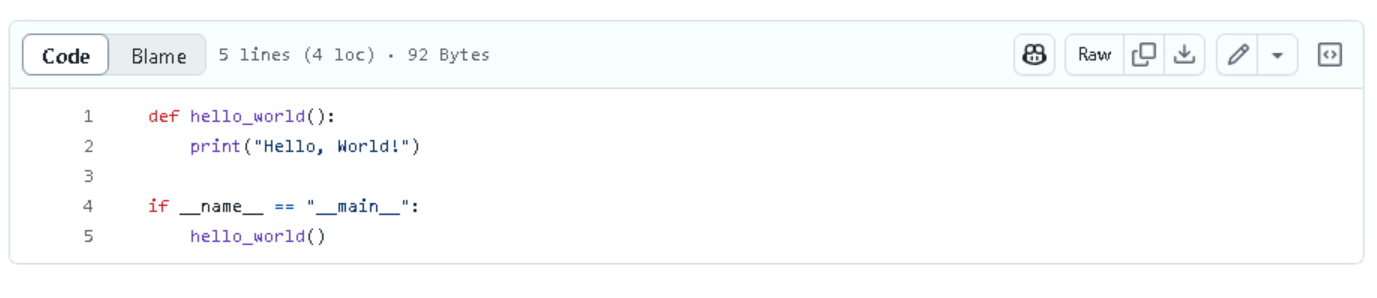 Code Blame 5 lines (4 loc) · 92 Bytes Raw
1 def hello_world():
2     print("Hello, World!")
3
4 if __name__ == "__main__":
5     hello_world()